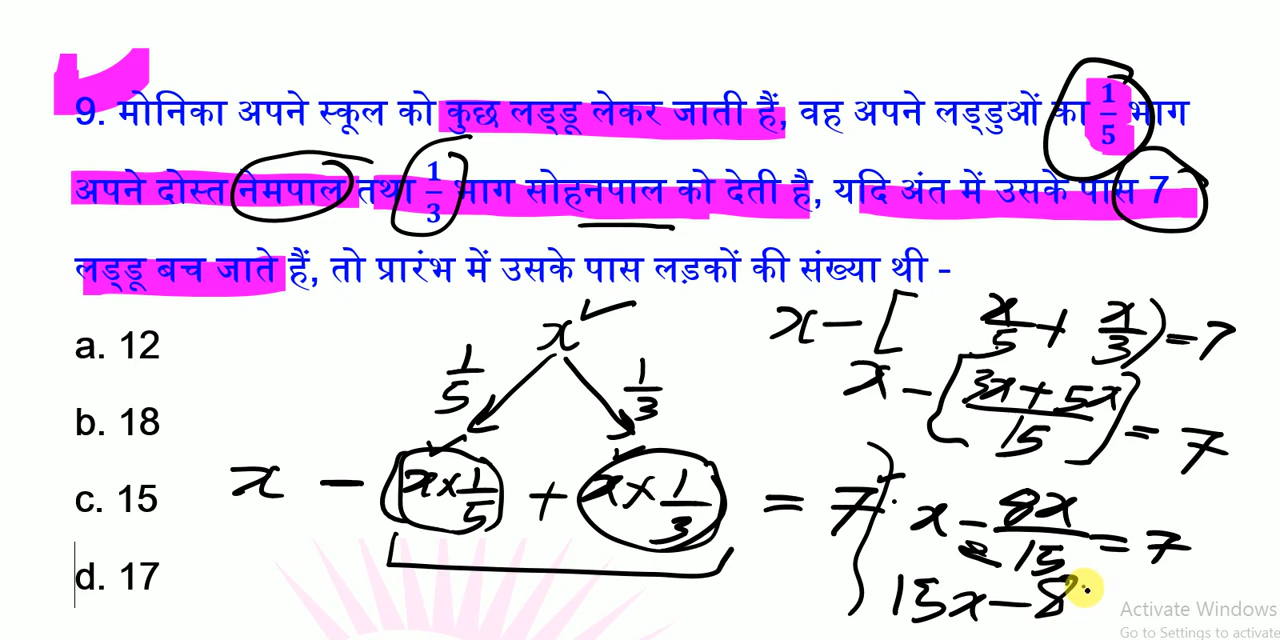 9. मोनिका अपने स्कूल को कुछ लड्डू लेकर जाती हैं, वह अपने लड्डुओं का 1/5 भाग
अपने दोस्त नेमपाल तथा 1/3 भाग सोहनपाल को देती है, यदि अंत में उसके पास 7
लड्डू बच जाते हैं, तो प्रारंभ में उसके पास लड़कों की संख्या थी -
a. 12
b. 18
c. 15
d. 17
x
1/5 1/3
x - (x × 1/5 + x × 1/3) = 7
x - [x/5 + x/3) = 7
x - [(3x + 5x)/15] = 7
x - 8x/15 = 7
15x - 8
Activate Windows
Go to Settings to activate